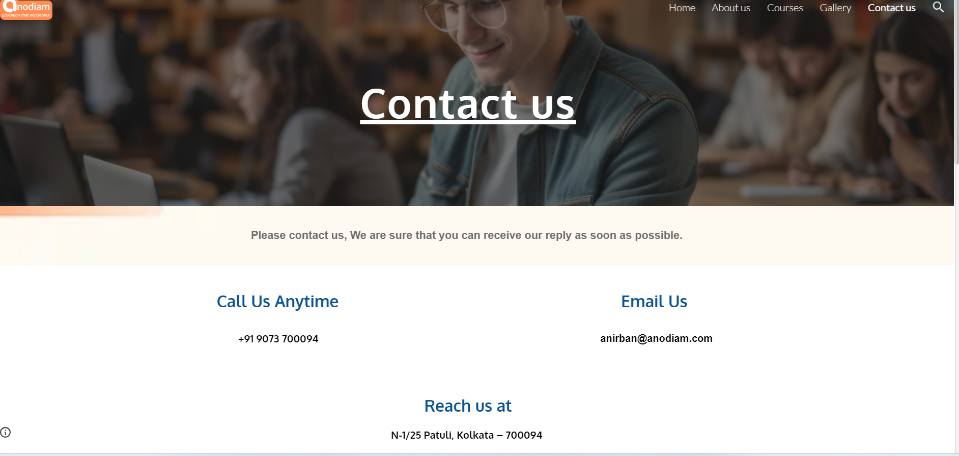 anodiam
Home About us Courses Gallery Contact us
Contact us
Please contact us, We are sure that you can receive our reply as soon as possible.
Call Us Anytime
Email Us
+91 9073 700094
anirban@anodiam.com
Reach us at
N-1/25 Patuli, Kolkata – 700094